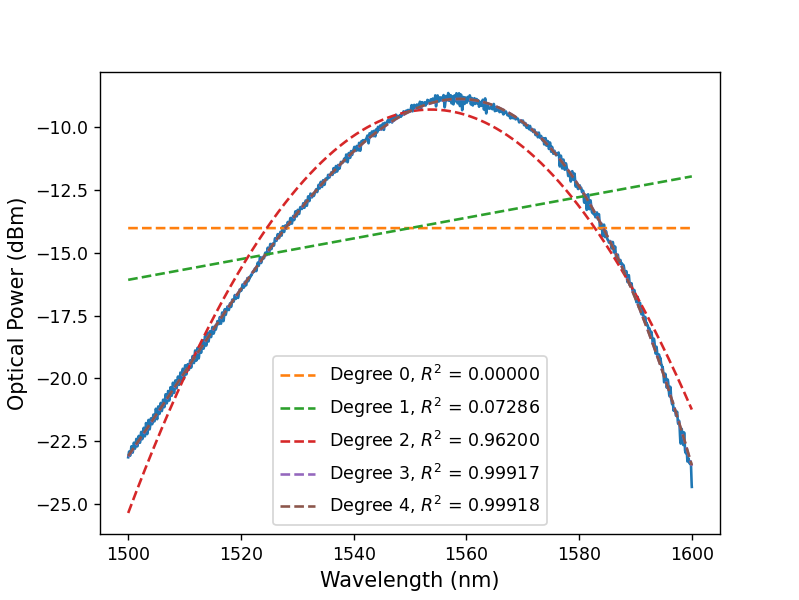 Optical Power (dBm)
−10.0
−12.5
−15.0
−17.5
−20.0
−22.5
−25.0
Degree 0, R² = 0.00000
Degree 1, R² = 0.07286
Degree 2, R² = 0.96200
Degree 3, R² = 0.99917
Degree 4, R² = 0.99918
1500 1520 1540 1560 1580 1600
Wavelength (nm)